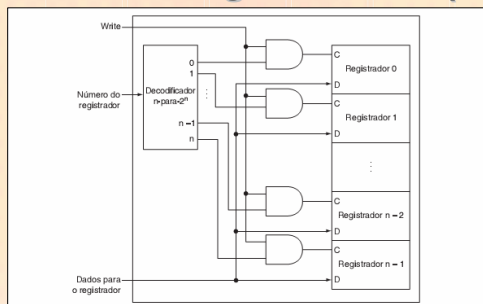 Write
Número do
registrador
Decodificador
n-para-2ⁿ
0
1
⋮
n – 1
n
C
Registrador 0
D
C
Registrador 1
D
⋮
C
Registrador n – 2
D
C
Registrador n – 1
D
Dados para
o registrador